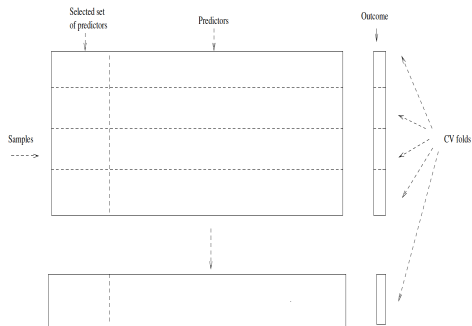 Selected set
of predictors
Predictors
Outcome
Samples
CV folds